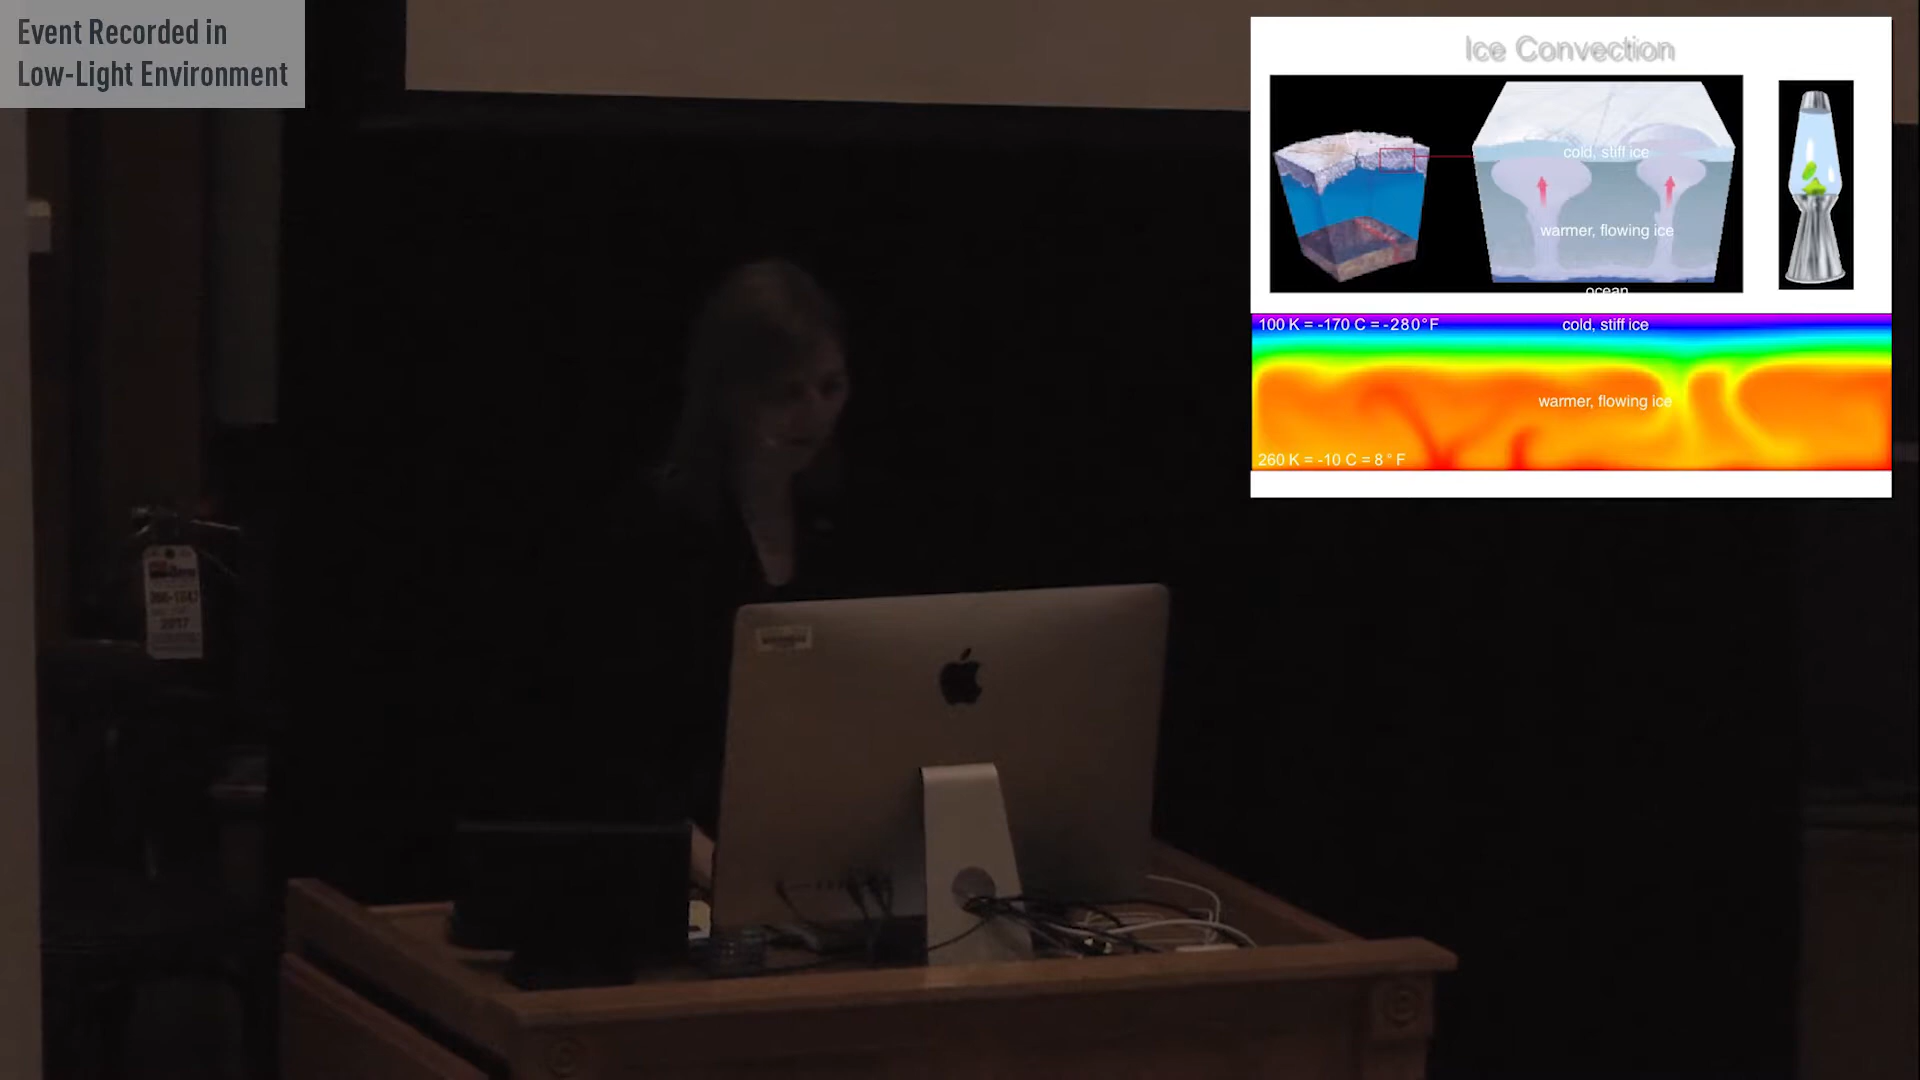 Event Recorded in
Low-Light Environment
Ice Convection
cold, stiff ice
warmer, flowing ice
ocean
100 K = -170 C = -280°F
cold, stiff ice
warmer, flowing ice
260 K = -10 C = 8°F
2017